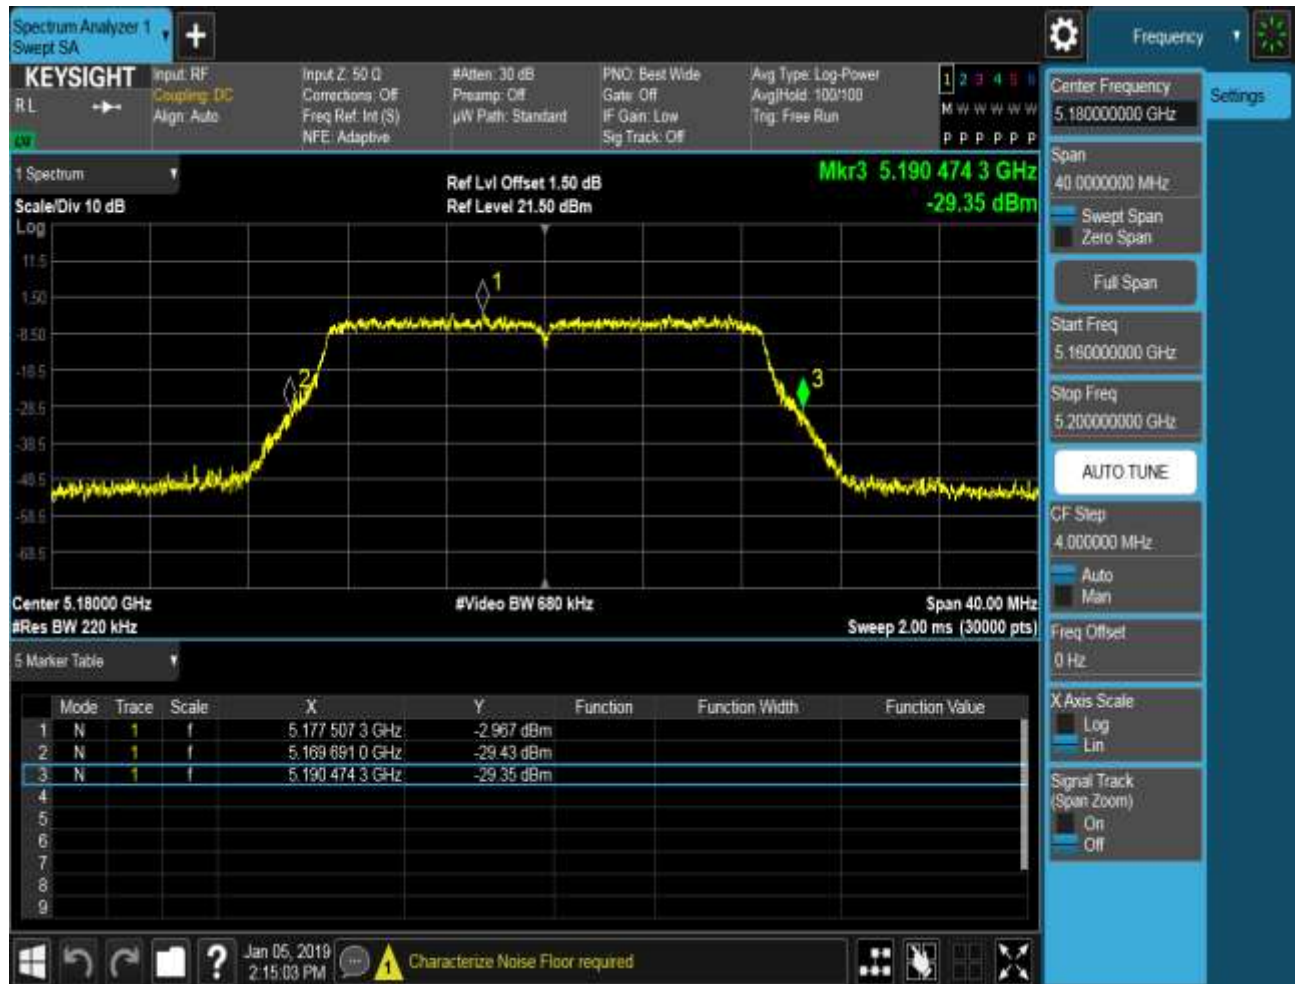 Spectrum Analyzer 1
Swept SA
Frequency
KEYSIGHT
R L
Input: RF
Coupling: DC
Align: Auto
Input Z: 50 Ω
Corrections: Off
Freq Ref: Int (S)
NFE: Adaptive
#Atten: 30 dB
Preamp: Off
µW Path: Standard
PNO: Best Wide
Gate: Off
IF Gain: Low
Sig Track: Off
Avg Type: Log-Power
Avg|Hold: 100/100
Trig: Free Run
1 2 3 4 5 6
M W W W W W
P P P P P P
1 Spectrum
Scale/Div 10 dB
Ref Lvl Offset 1.50 dB
Ref Level 21.50 dBm
Mkr3 5.190 474 3 GHz
-29.35 dBm
Log
11.5
1.50
-8.50
-18.5
-28.5
-38.5
-48.5
-58.5
-68.5
1
2
3
Center 5.18000 GHz
#Res BW 220 kHz
#Video BW 680 kHz
Span 40.00 MHz
Sweep 2.00 ms (30000 pts)
5 Marker Table
Mode Trace Scale X Y Function Function Width Function Value
1 N 1 f 5.177 507 3 GHz -2.967 dBm
2 N 1 f 5.169 691 0 GHz -29.43 dBm
3 N 1 f 5.190 474 3 GHz -29.35 dBm
4
5
6
7
8
9
Jan 05, 2019
2:15:03 PM
Characterize Noise Floor required
Settings
Center Frequency
5.180000000 GHz
Span
40.0000000 MHz
Swept Span
Zero Span
Full Span
Start Freq
5.160000000 GHz
Stop Freq
5.200000000 GHz
AUTO TUNE
CF Step
4.000000 MHz
Auto
Man
Freq Offset
0 Hz
X Axis Scale
Log
Lin
Signal Track
(Span Zoom)
On
Off